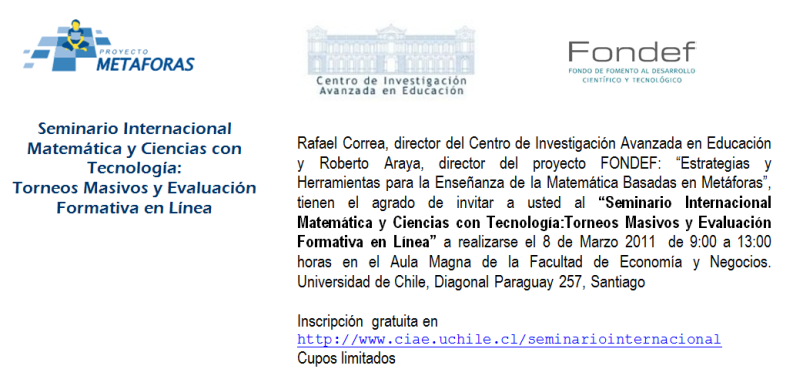 PROYECTO
METAFORAS
Centro de Investigación
Avanzada en Educación
Fondef
FONDO DE FOMENTO AL DESARROLLO
CIENTÍFICO Y TECNOLÓGICO
Seminario Internacional
Matemática y Ciencias con
Tecnología:
Torneos Masivos y Evaluación
Formativa en Línea
Rafael Correa, director del Centro de Investigación Avanzada en Educación
y Roberto Araya, director del proyecto FONDEF: “Estrategias y
Herramientas para la Enseñanza de la Matemática Basadas en Metáforas”,
tienen el agrado de invitar a usted al “Seminario Internacional
Matemática y Ciencias con Tecnología:Torneos Masivos y Evaluación
Formativa en Línea” a realizarse el 8 de Marzo 2011 de 9:00 a 13:00
horas en el Aula Magna de la Facultad de Economía y Negocios.
Universidad de Chile, Diagonal Paraguay 257, Santiago
Inscripción gratuita en
http://www.ciae.uchile.cl/seminariointernacional
Cupos limitados